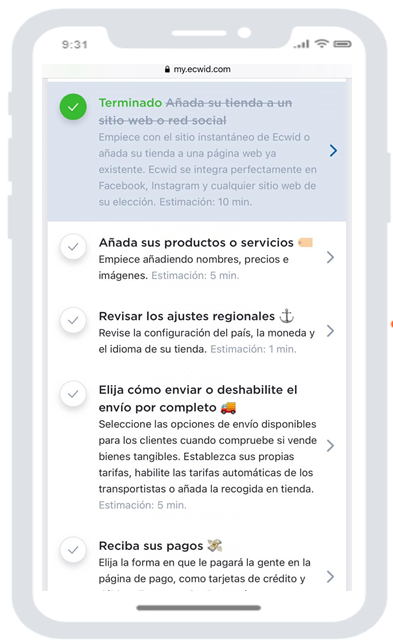 9:31
my.ecwid.com
Terminado Añada su tienda a un
sitio web o red social
Empiece con el sitio instantáneo de Ecwid o
añada su tienda a una página web ya
existente. Ecwid se integra perfectamente en
Facebook, Instagram y cualquier sitio web de
su elección. Estimación: 10 min.
Añada sus productos o servicios
Empiece añadiendo nombres, precios e
imágenes. Estimación: 5 min.
Revisar los ajustes regionales
Revise la configuración del país, la moneda y
el idioma de su tienda. Estimación: 1 min.
Elija cómo enviar o deshabilite el
envío por completo
Seleccione las opciones de envío disponibles
para los clientes cuando compruebe si vende
bienes tangibles. Establezca sus propias
tarifas, habilite las tarifas automáticas de los
transportistas o añada la recogida en tienda.
Estimación: 5 min.
Reciba sus pagos
Elija la forma en que le pagará la gente en la
página de pago, como tarjetas de crédito y